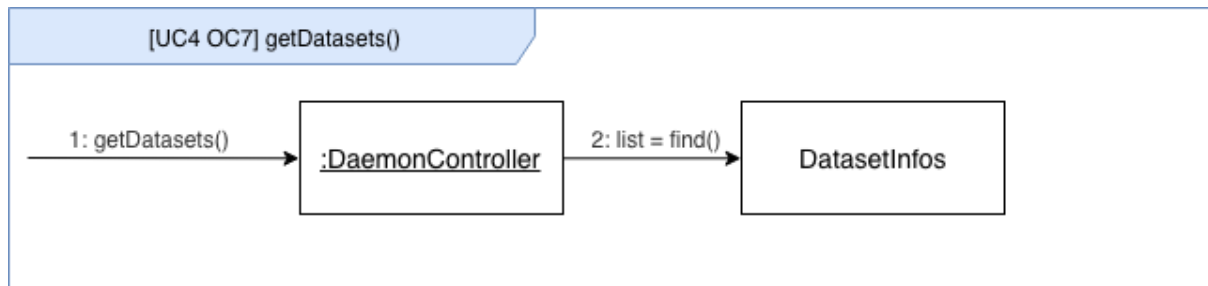 [UC4 OC7] getDatasets()
1: getDatasets()
:DaemonController
2: list = find()
DatasetInfos